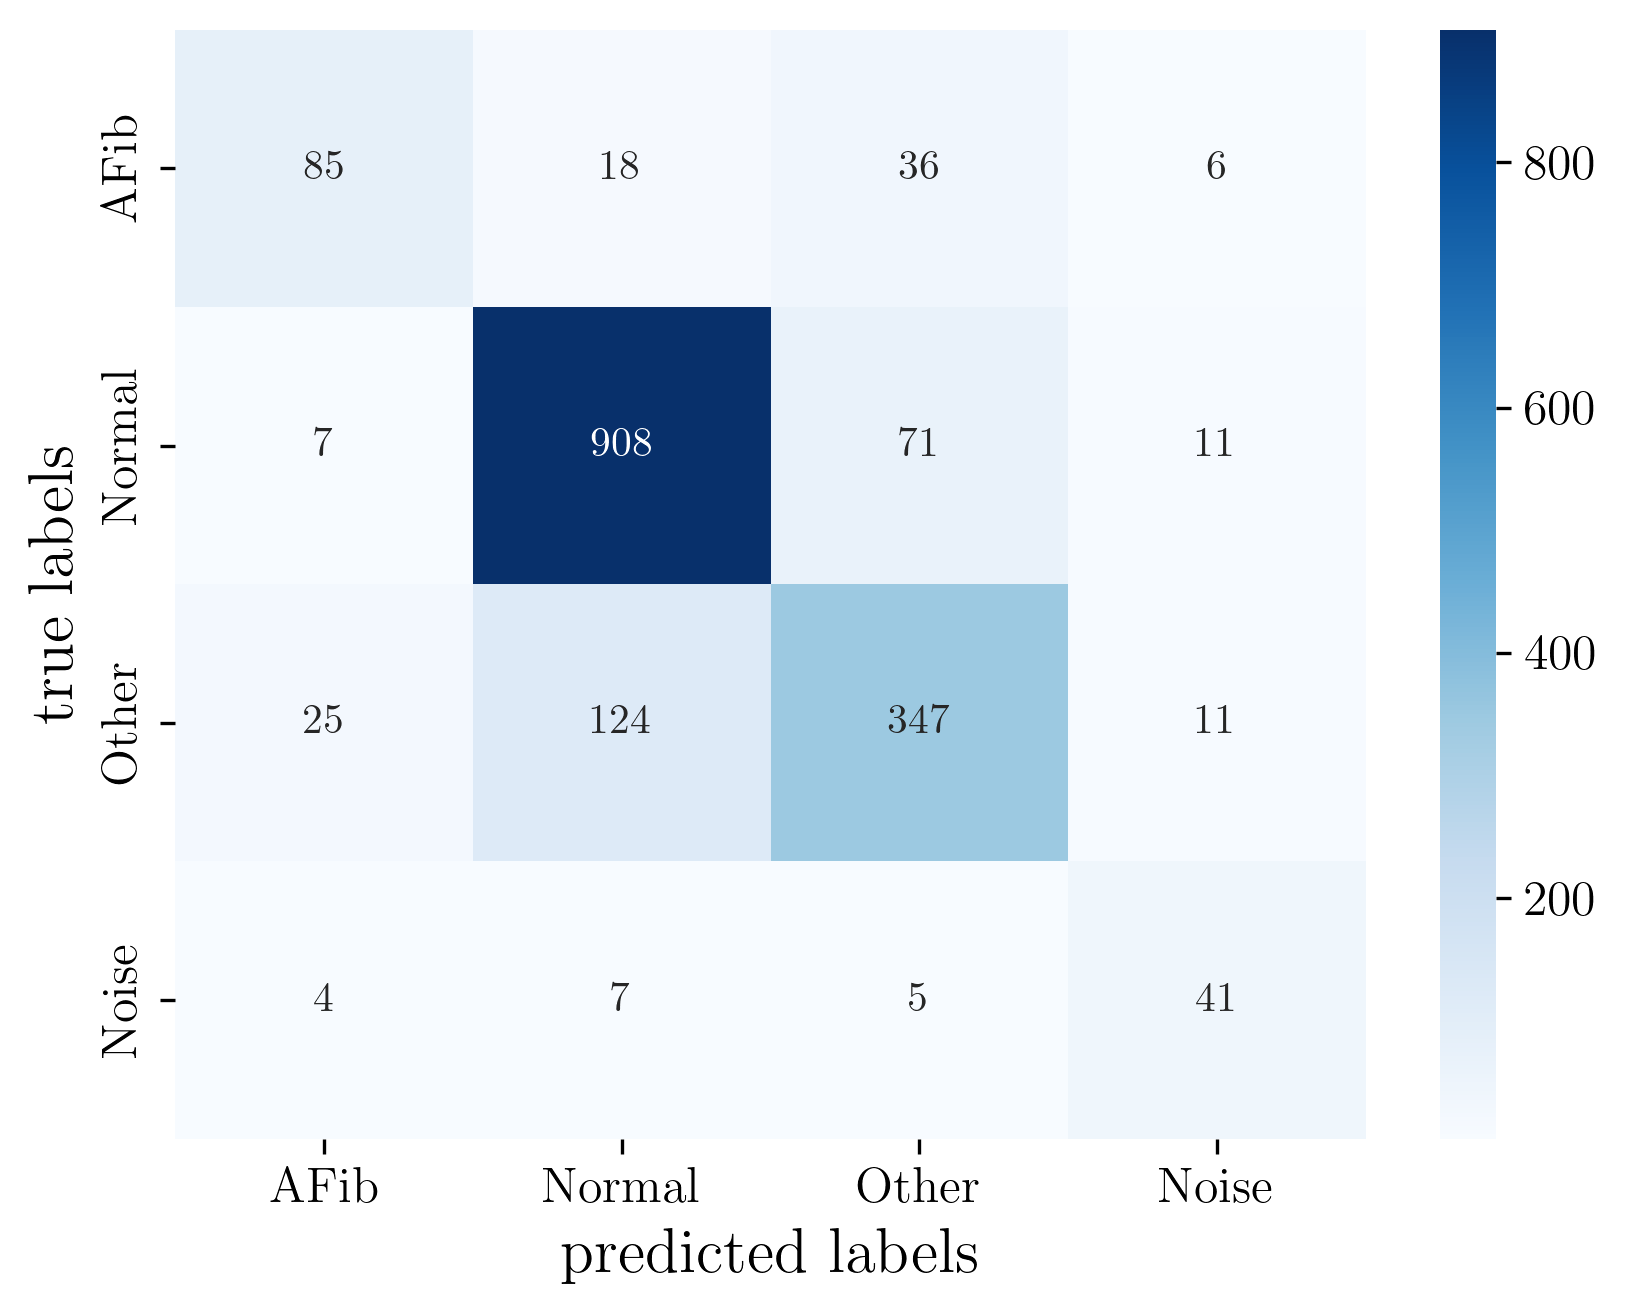 true labels
AFib 85 18 36 6
Normal 7 908 71 11
Other 25 124 347 11
Noise 4 7 5 41
AFib Normal Other Noise
predicted labels
800
600
400
200